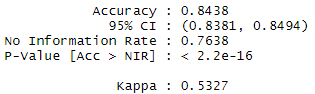 Accuracy : 0.8438
95% CI : (0.8381, 0.8494)
No Information Rate : 0.7638
P-Value [Acc > NIR] : < 2.2e-16
Kappa : 0.5327